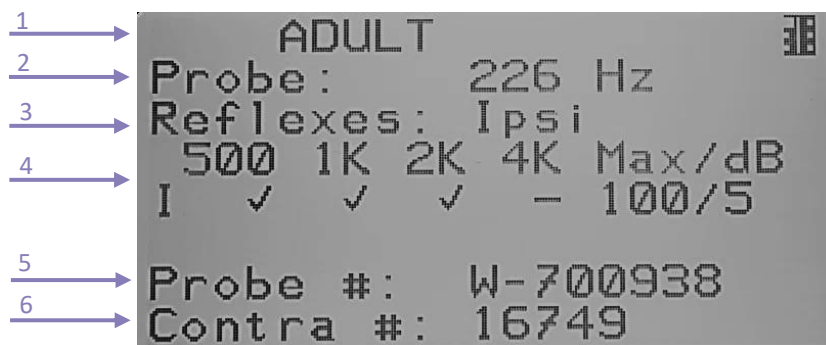 1 ADULT
2 Probe: 226 Hz
3 Reflexes: Ipsi
500 1K 2K 4K Max/dB
4 I ✓ ✓ ✓ — 100/5
5 Probe #: W-700938
6 Contra #: 16749